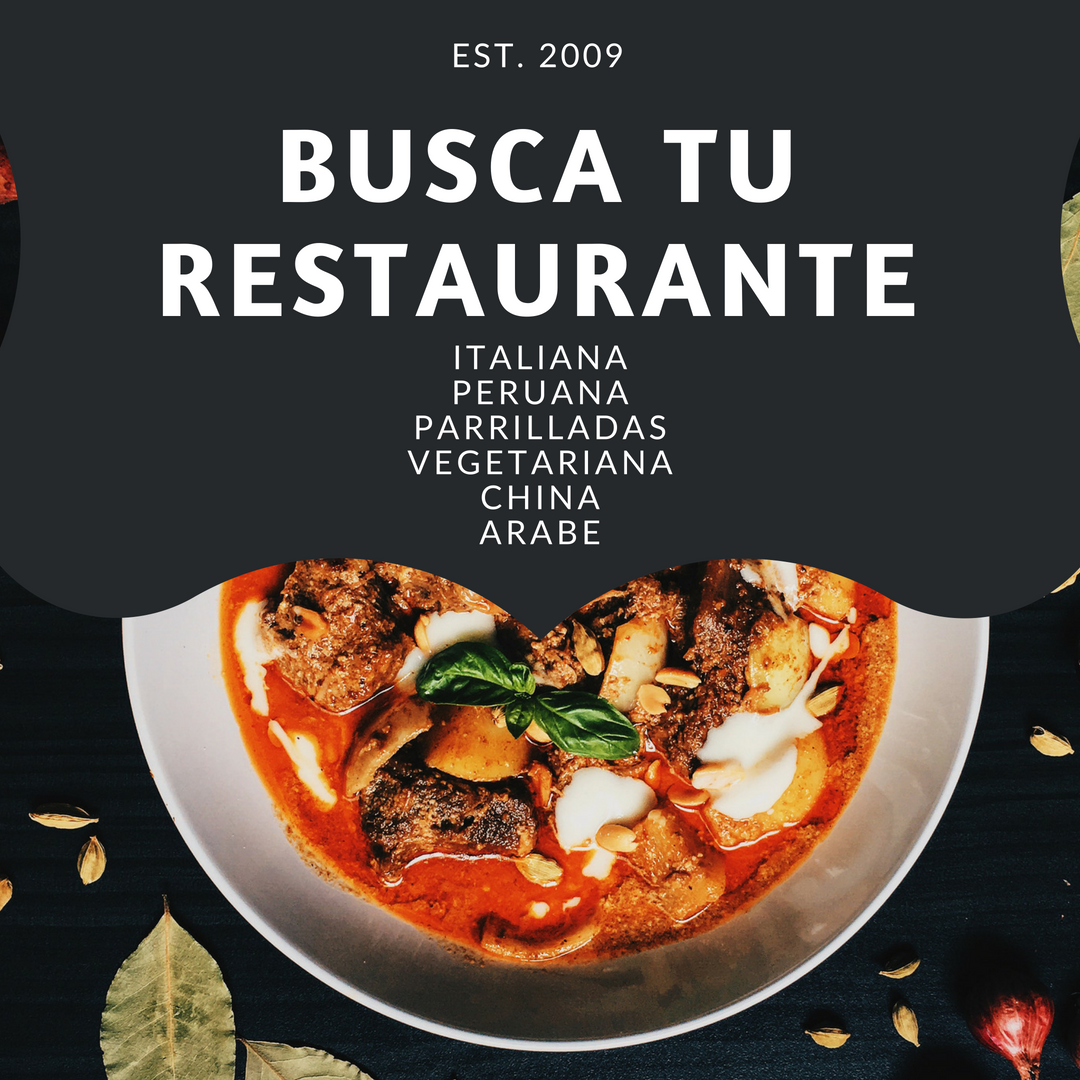 EST. 2009
BUSCA TU
RESTAURANTE
ITALIANA
PERUANA
PARRILLADAS
VEGETARIANA
CHINA
ARABE